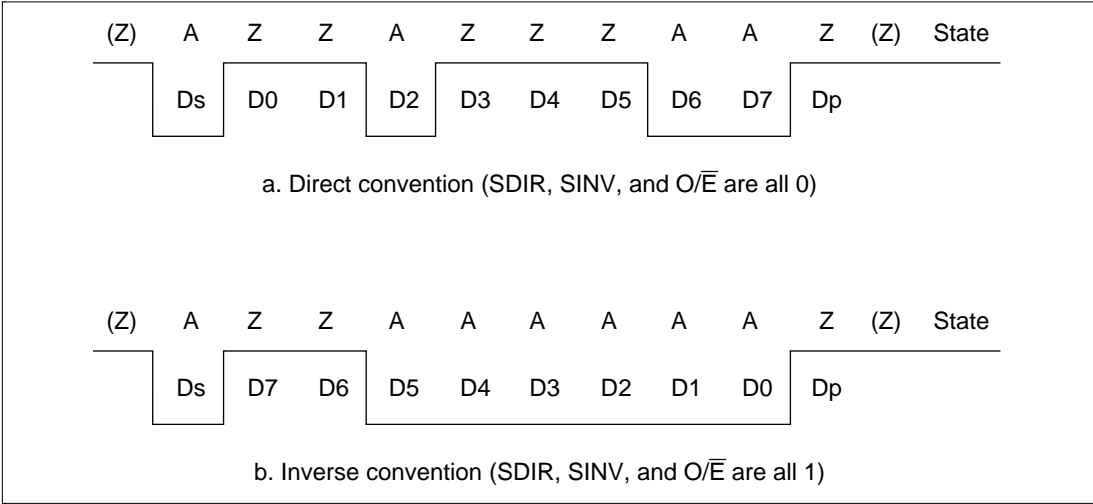 (Z) A Z Z A Z Z Z A A Z (Z) State
Ds D0 D1 D2 D3 D4 D5 D6 D7 Dp
a. Direct convention (SDIR, SINV, and O/E̅ are all 0)
(Z) A Z Z A A A A A A Z (Z) State
Ds D7 D6 D5 D4 D3 D2 D1 D0 Dp
b. Inverse convention (SDIR, SINV, and O/E̅ are all 1)